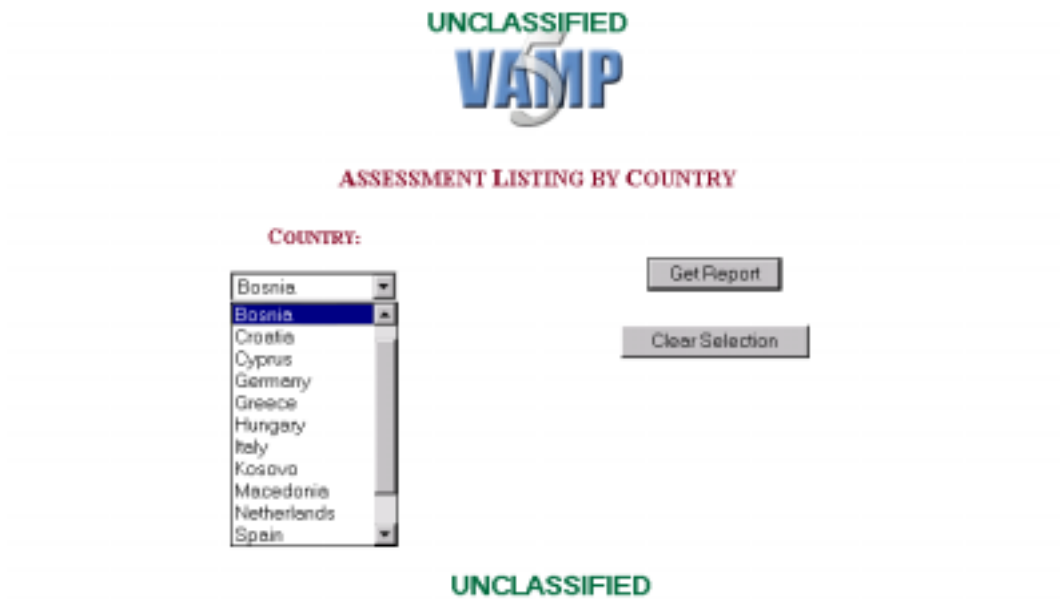 UNCLASSIFIED
VAMP 5
ASSESSMENT LISTING BY COUNTRY
COUNTRY:
Get Report
Bosnia
Bosnia
Croatia
Clear Selection
Cyprus
Germany
Greece
Hungary
Italy
Kosovo
Macedonia
Netherlands
Spain
UNCLASSIFIED